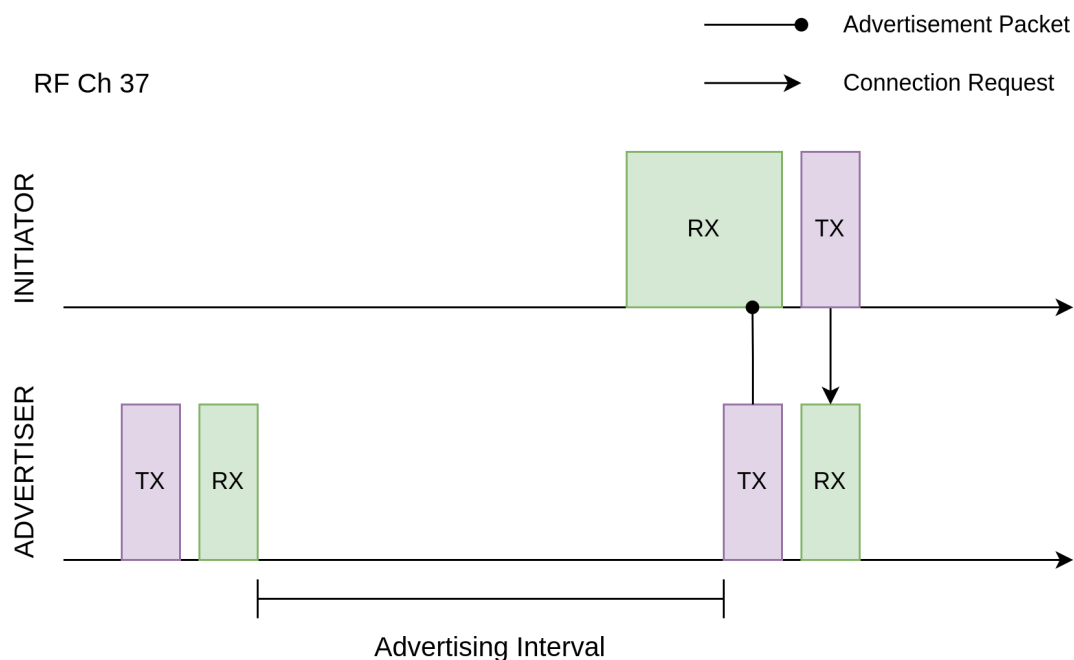 Advertisement Packet
RF Ch 37
Connection Request
INITIATOR
RX
TX
ADVERTISER
TX
RX
TX
RX
Advertising Interval